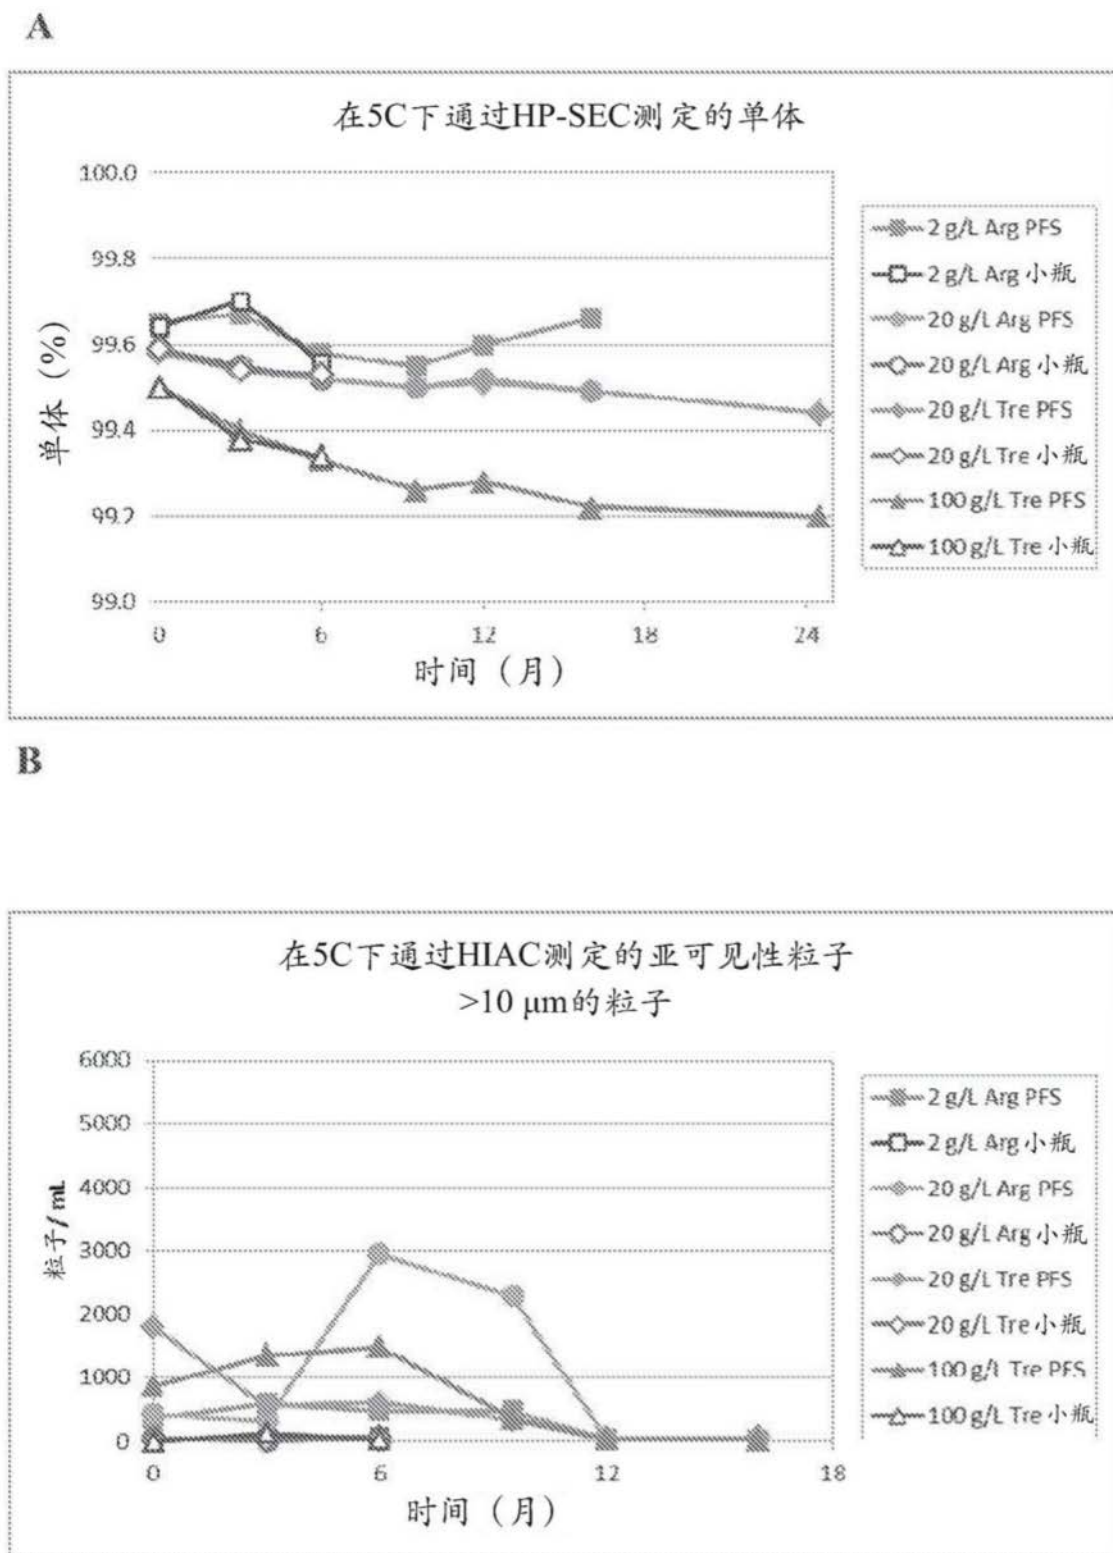 A
在5C下通过HP-SEC测定的单体
100.0
99.8
99.6
99.4
99.2
99.0
单体（%）
0 6 12 18 24
时间（月）
2 g/L Arg PFS
2 g/L Arg 小瓶
20 g/L Arg PFS
20 g/L Arg 小瓶
20 g/L Tre PFS
20 g/L Tre 小瓶
100 g/L Tre PFS
100 g/L Tre 小瓶
B
在5C下通过HIAC测定的亚可见性粒子
>10 μm的粒子
6000
5000
4000
3000
2000
1000
0
粒子/mL
0 6 12 18
时间（月）
2 g/L Arg PFS
2 g/L Arg 小瓶
20 g/L Arg PFS
20 g/L Arg 小瓶
20 g/L Tre PFS
20 g/L Tre 小瓶
100 g/L Tre PFS
100 g/L Tre 小瓶